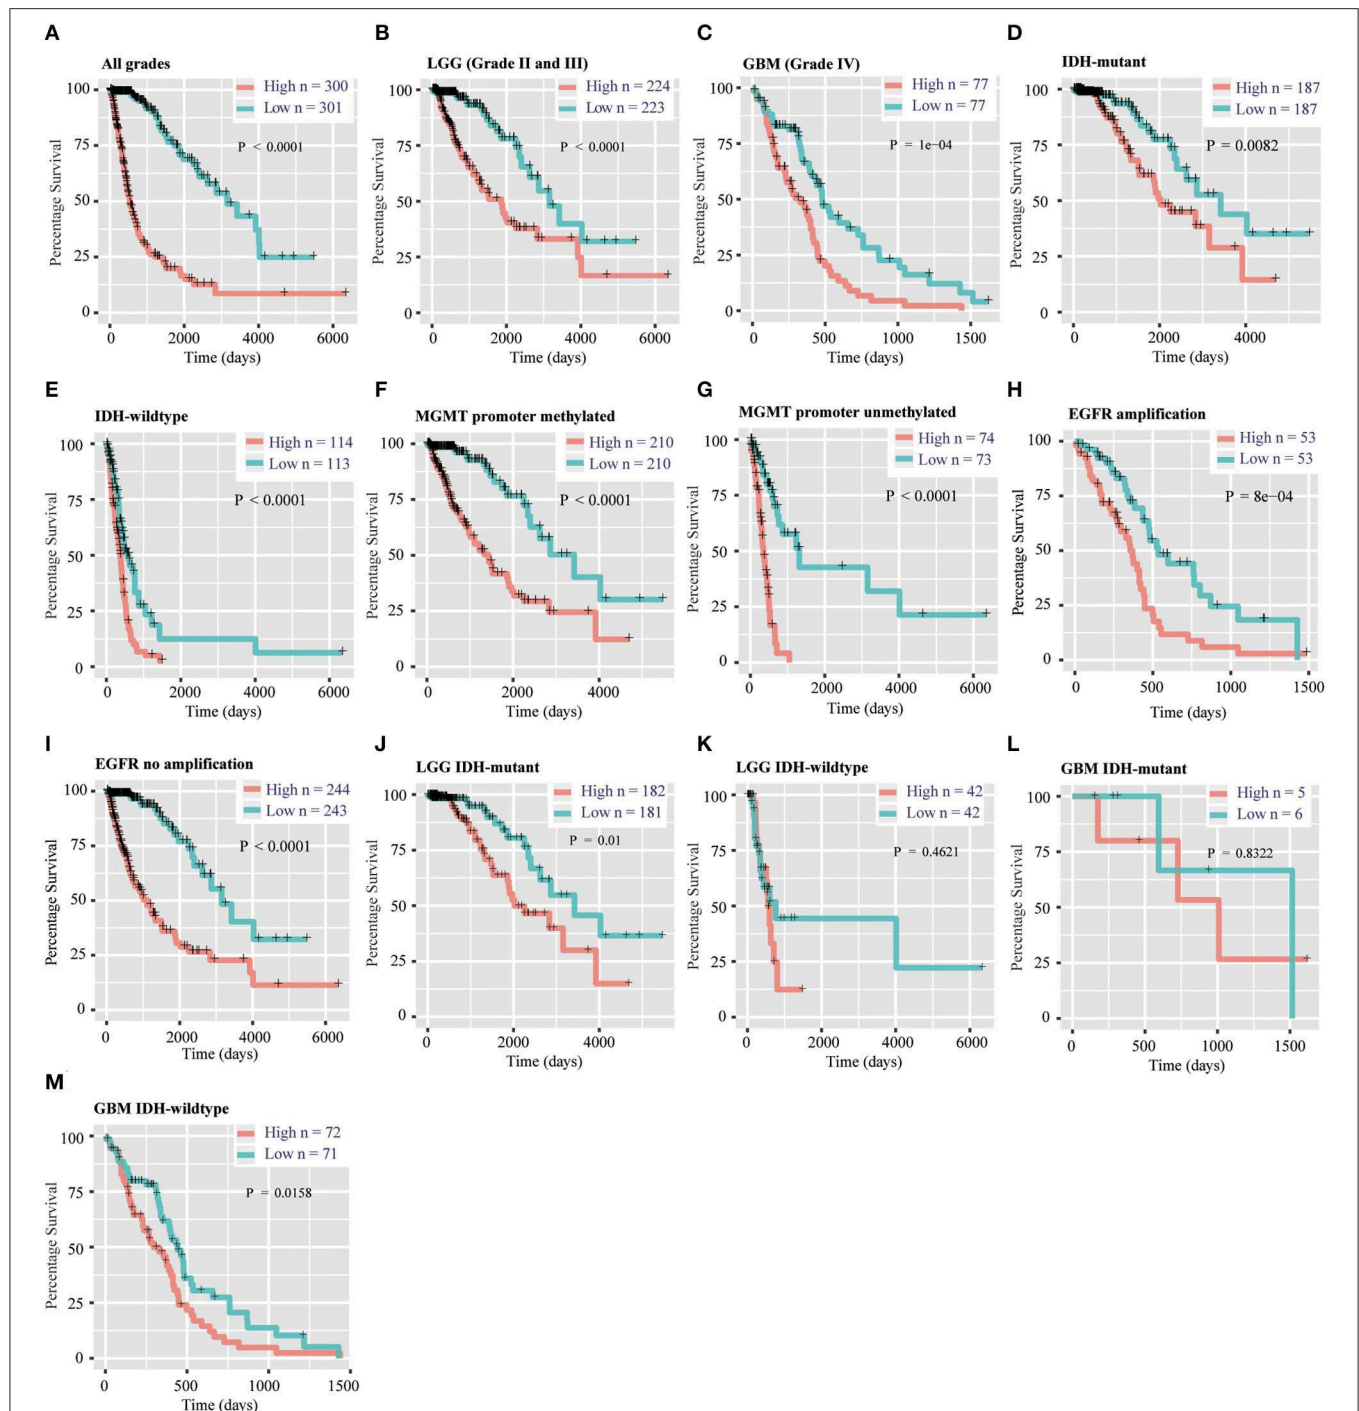 A
All grades
High n = 300
Low n = 301
P < 0.0001
Percentage Survival
100
75
50
25
0
0 2000 4000 6000
Time (days)
B
LGG (Grade II and III)
High n = 224
Low n = 223
P < 0.0001
Percentage Survival
100
75
50
25
0
0 2000 4000 6000
Time (days)
C
GBM (Grade IV)
High n = 77
Low n = 77
P = 1e−04
Percentage Survival
100
75
50
25
0
0 500 1000 1500
Time (days)
D
IDH-mutant
High n = 187
Low n = 187
P = 0.0082
Percentage Survival
100
75
50
25
0
0 2000 4000
Time (days)
E
IDH-wildtype
High n = 114
Low n = 113
P < 0.0001
Percentage Survival
100
75
50
25
0
0 2000 4000 6000
Time (days)
F
MGMT promoter methylated
High n = 210
Low n = 210
P < 0.0001
Percentage Survival
100
75
50
25
0
0 2000 4000
Time (days)
G
MGMT promoter unmethylated
High n = 74
Low n = 73
P < 0.0001
Percentage Survival
100
75
50
25
0
0 2000 4000 6000
Time (days)
H
EGFR amplification
High n = 53
Low n = 53
P = 8e−04
Percentage Survival
100
75
50
25
0
0 500 1000 1500
Time (days)
I
EGFR no amplification
High n = 244
Low n = 243
P < 0.0001
Percentage Survival
100
75
50
25
0
0 2000 4000 6000
Time (days)
J
LGG IDH-mutant
High n = 182
Low n = 181
P = 0.01
Percentage Survival
100
75
50
25
0
0 2000 4000
Time (days)
K
LGG IDH-wildtype
High n = 42
Low n = 42
P = 0.4621
Percentage Survival
100
75
50
25
0
0 2000 4000 6000
Time (days)
L
GBM IDH-mutant
High n = 5
Low n = 6
P = 0.8322
Percentage Survival
100
75
50
25
0
0 500 1000 1500
Time (days)
M
GBM IDH-wildtype
High n = 72
Low n = 71
P = 0.0158
Percentage Survival
100
75
50
25
0
0 500 1000 1500
Time (days)